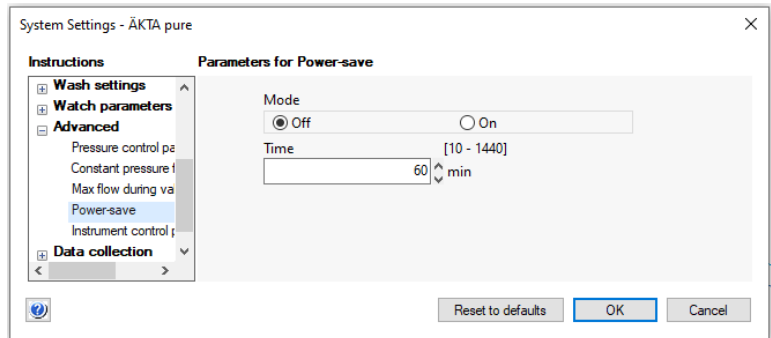 System Settings - ÄKTA pure
Instructions
Wash settings
Watch parameters
Advanced
Pressure control pa
Constant pressure f
Max flow during va
Power-save
Instrument control p
Data collection
Parameters for Power-save
Mode
Off On
Time [10 - 1440]
60 min
Reset to defaults OK Cancel